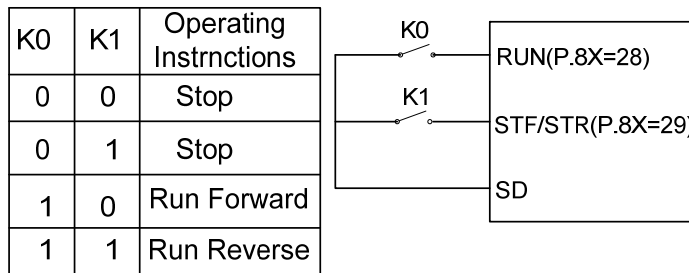 K0 K1 Operating
Instrnctions
0 0 Stop
0 1 Stop
1 0 Run Forward
1 1 Run Reverse
K0
RUN(P.8X=28)
K1
STF/STR(P.8X=29)
SD